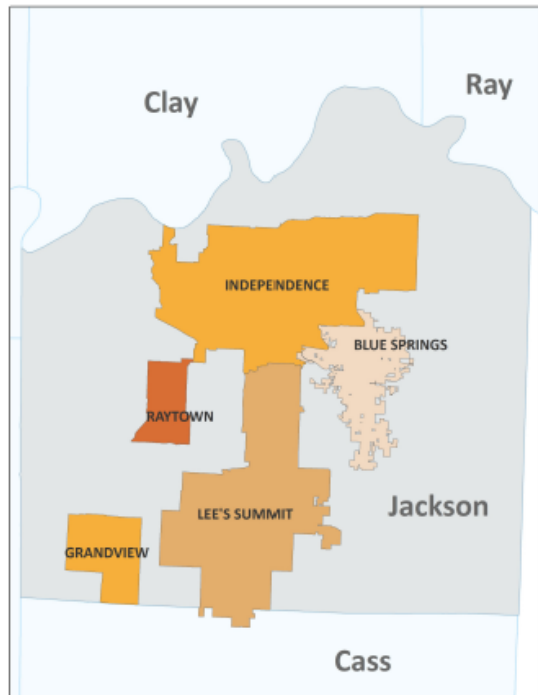 Ray
Clay
INDEPENDENCE
BLUE SPRINGS
RAYTOWN
Jackson
LEE'S SUMMIT
GRANDVIEW
Cass